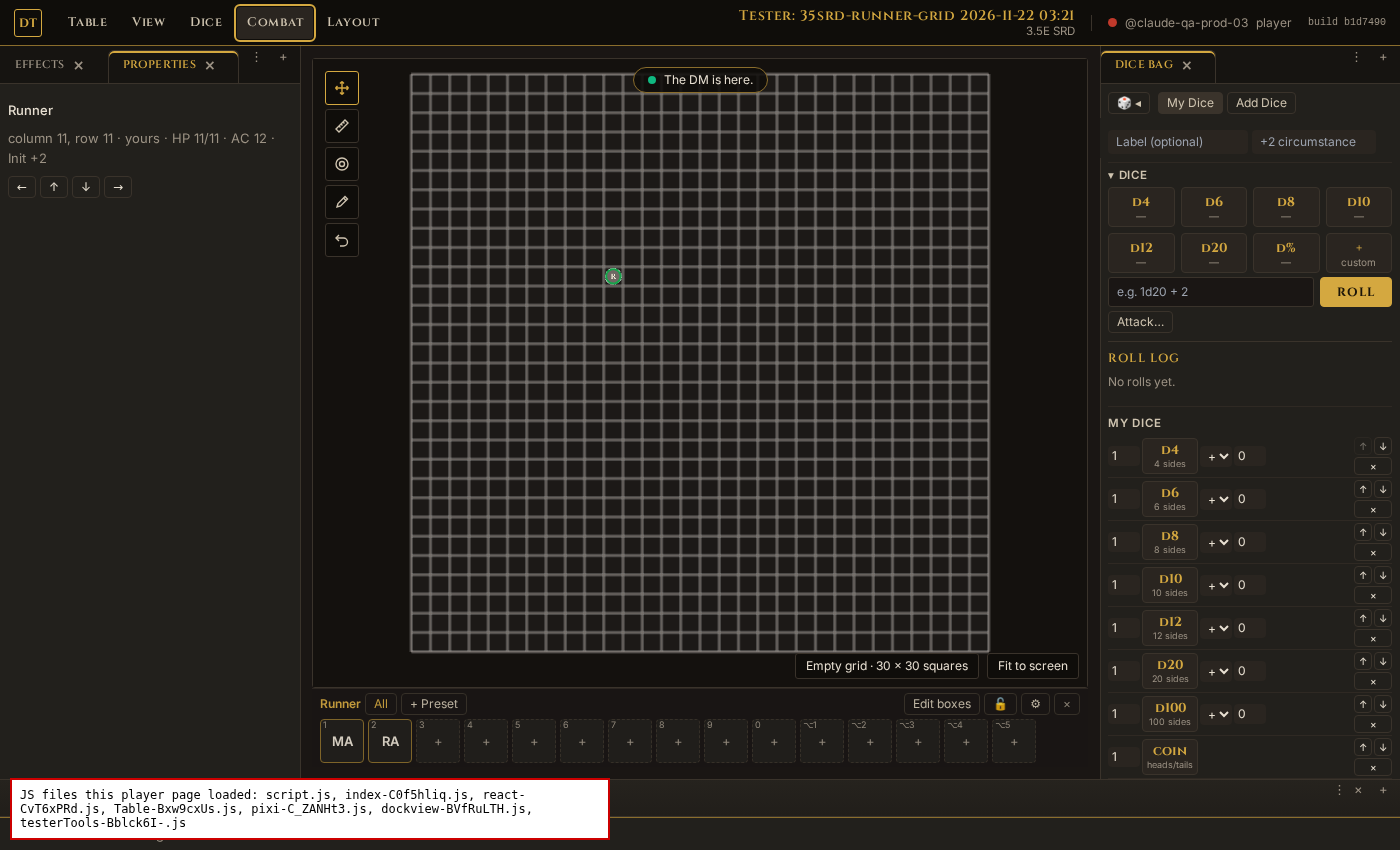 DT
TABLE
VIEW
DICE
COMBAT
LAYOUT
TESTER: 35SRD-RUNNER-GRID 2026-11-22 03:21
3.5E SRD
@claude-qa-prod-03 player
build b1d7490
EFFECTS
PROPERTIES
Runner
column 11, row 11 · yours · HP 11/11 · AC 12 ·
Init +2
← ↑ ↓ →
The DM is here.
R
Empty grid · 30 × 30 squares
Fit to screen
Runner
All
+ Preset
Edit boxes
1 2 3 4 5 6 7 8 9 0 ⌥1 ⌥2 ⌥3 ⌥4 ⌥5
MA RA + + + + + + + + + + + + +
DICE BAG
My Dice
Add Dice
Label (optional)
+2 circumstance
▾ DICE
D4 D6 D8 D10
— — — —
D12 D20 D% +
— — — custom
e.g. 1d20 + 2
ROLL
Attack...
ROLL LOG
No rolls yet.
MY DICE
1 D4 + 0
4 sides
1 D6 + 0
6 sides
1 D8 + 0
8 sides
1 D10 + 0
10 sides
1 D12 + 0
12 sides
1 D20 + 0
20 sides
1 D100 + 0
100 sides
1 COIN
heads/tails
JS files this player page loaded: script.js, index-C0f5hliq.js, react-
CvT6xPRd.js, Table-Bxw9cxUs.js, pixi-C_ZANHt3.js, dockview-BVfRuLTH.js,
testerTools-Bblck6I-.js